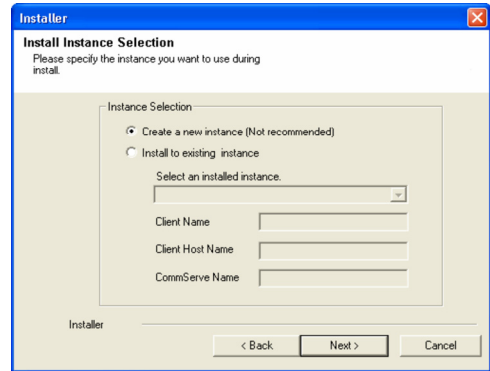 Installer
Install Instance Selection
Please specify the instance you want to use during
install.
Instance Selection
Create a new instance (Not recommended)
Install to existing instance
Select an installed instance.
Client Name
Client Host Name
CommServe Name
Installer
< Back
Next >
Cancel